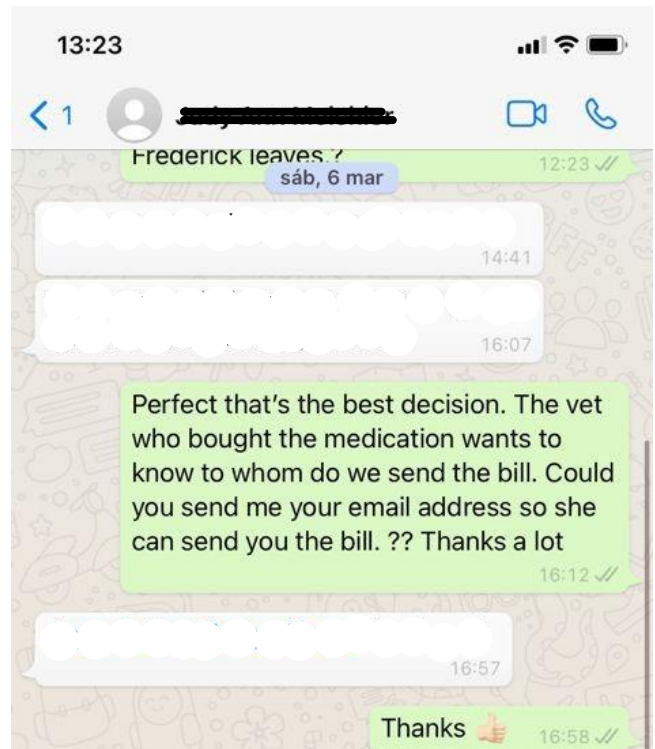 13:23
1
Frederick leaves.?
12:23
sáb, 6 mar
14:41
16:07
Perfect that's the best decision. The vet
who bought the medication wants to
know to whom do we send the bill. Could
you send me your email address so she
can send you the bill. ?? Thanks a lot
16:12
16:57
Thanks 👍🏻
16:58